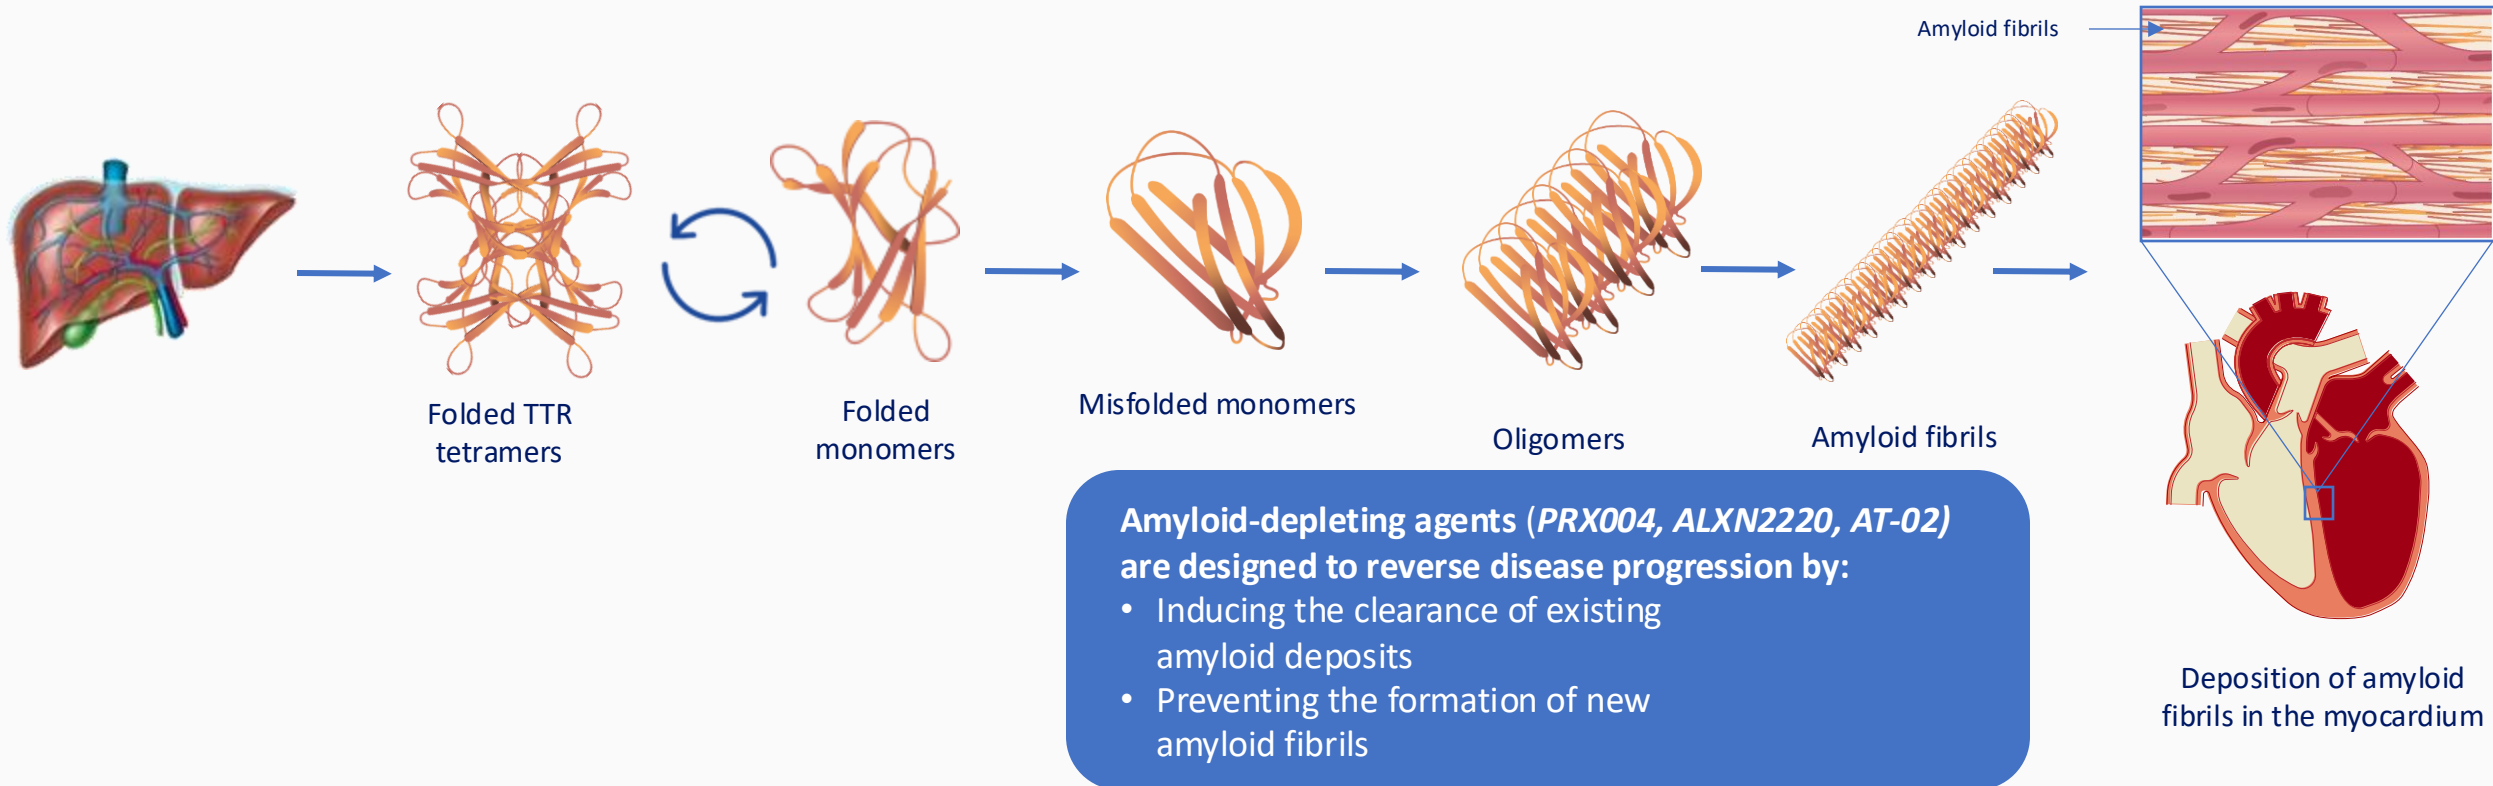 Amyloid fibrils
Folded TTR
tetramers
Folded
monomers
Misfolded monomers
Oligomers
Amyloid fibrils
Amyloid-depleting agents (PRX004, ALXN2220, AT-02)
are designed to reverse disease progression by:
• Inducing the clearance of existing
amyloid deposits
• Preventing the formation of new
amyloid fibrils
Deposition of amyloid
fibrils in the myocardium